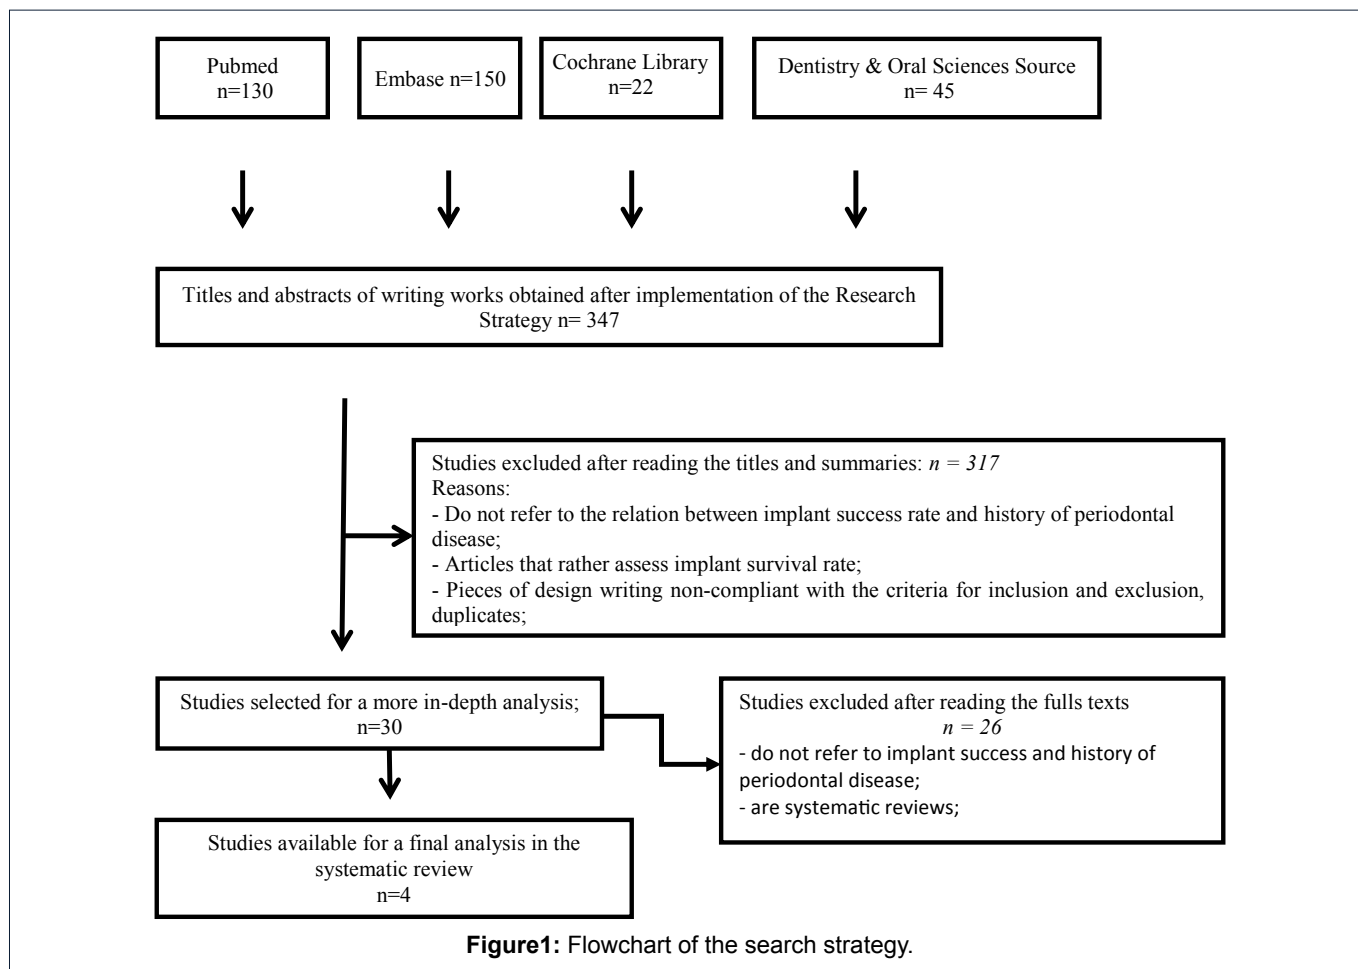 Pubmed
n=130
Embase n=150
Cochrane Library
n=22
Dentistry & Oral Sciences Source
n= 45
Titles and abstracts of writing works obtained after implementation of the Research
Strategy n= 347
Studies excluded after reading the titles and summaries: n = 317
Reasons:
- Do not refer to the relation between implant success rate and history of periodontal
disease;
- Articles that rather assess implant survival rate;
- Pieces of design writing non-compliant with the criteria for inclusion and exclusion,
duplicates;
Studies selected for a more in-depth analysis;
n=30
Studies excluded after reading the fulls texts
n = 26
- do not refer to implant success and history of
periodontal disease;
- are systematic reviews;
Studies available for a final analysis in the
systematic review
n=4
Figure1: Flowchart of the search strategy.